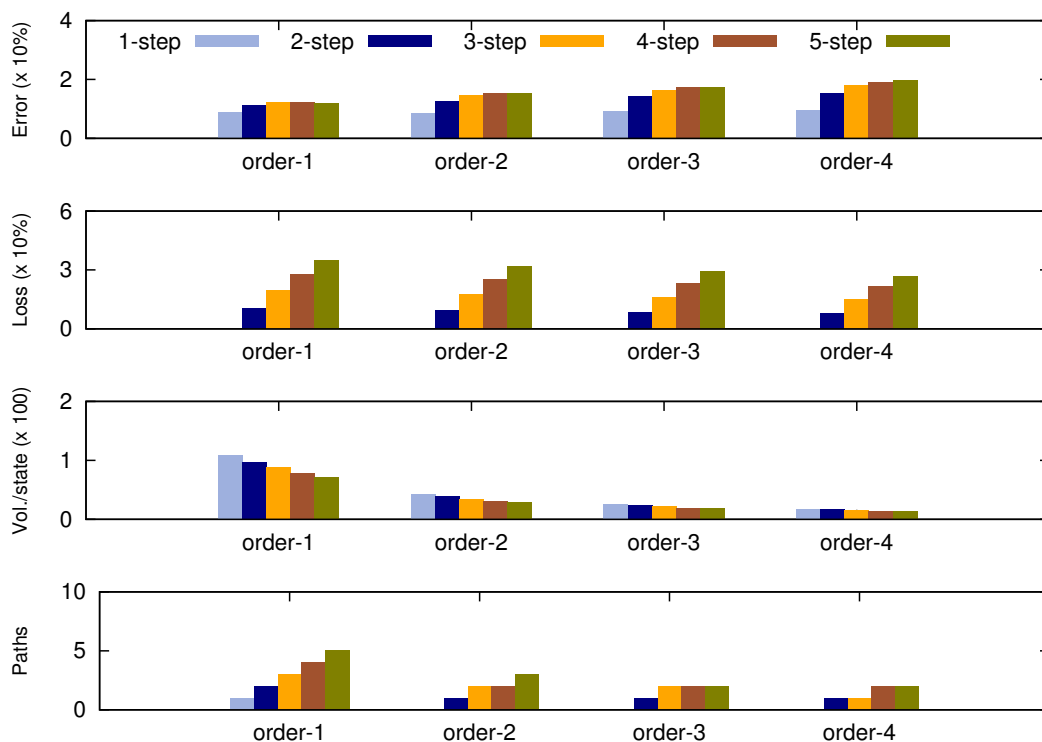 Error (x 10%)
4
2
0
1-step 2-step 3-step 4-step 5-step
order-1 order-2 order-3 order-4
Loss (x 10%)
6
3
0
order-1 order-2 order-3 order-4
Vol./state (x 100)
2
1
0
order-1 order-2 order-3 order-4
Paths
10
5
0
order-1 order-2 order-3 order-4